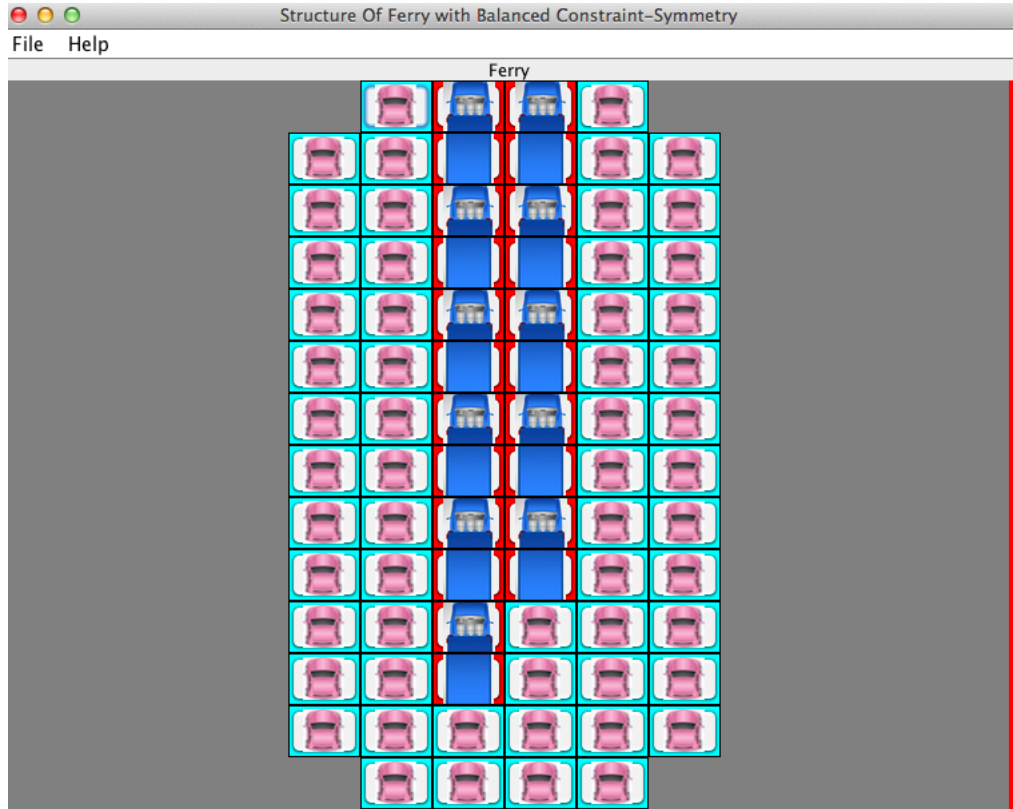 Structure Of Ferry with Balanced Constraint-Symmetry
File Help
Ferry